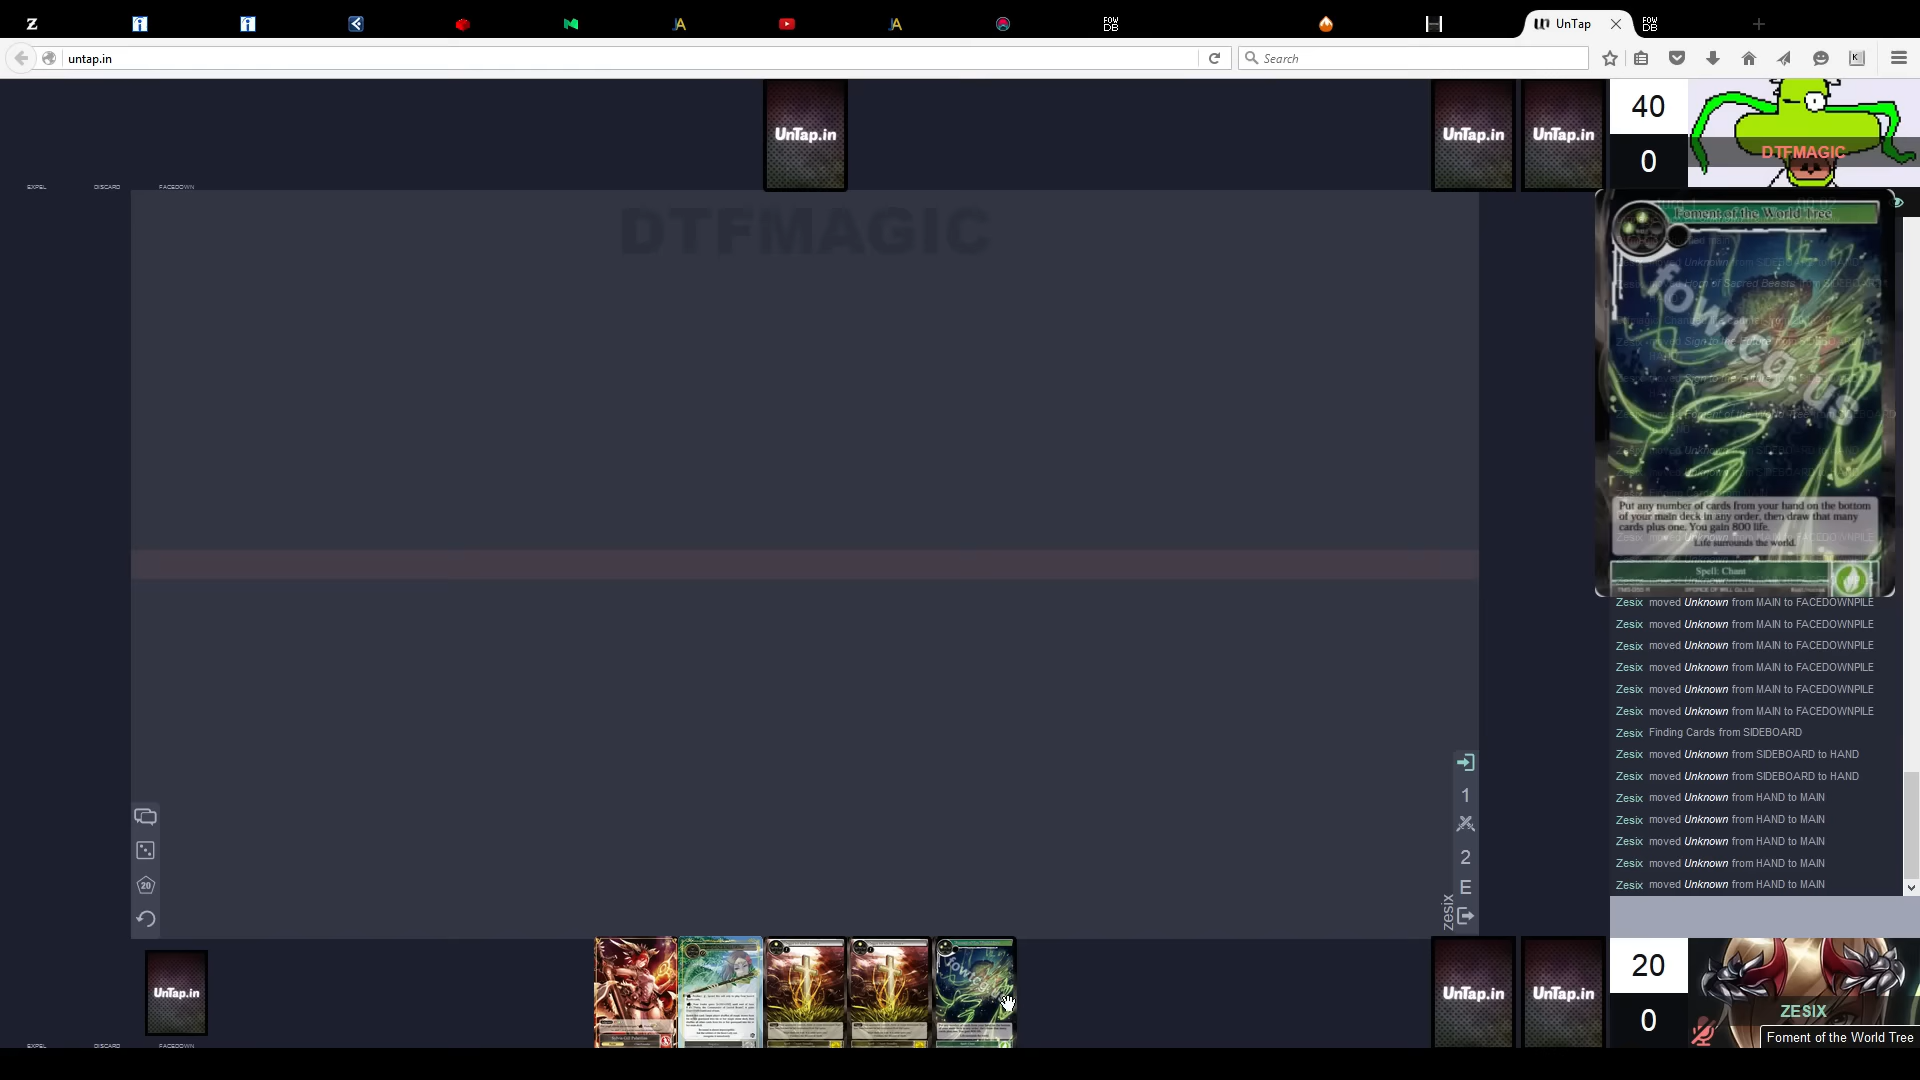 Z
FOW
DB
UnTap
FOW
DB
untap.in
Search
UnTap.in
UnTap.in
UnTap.in
40
0
DTFMAGIC
EXPEL
DISCARD
FACEDOWN
DTFMAGIC
Foment of the World Tree
fowtcg.us
Put any number of cards from your hand on the bottom
of your main deck in any order, then draw that many
cards plus one. You gain 800 life.
Life surrounds the world.
Spell: Chant
Zesix moved Unknown from MAIN to FACEDOWNPILE
Zesix moved Unknown from MAIN to FACEDOWNPILE
Zesix moved Unknown from MAIN to FACEDOWNPILE
Zesix moved Unknown from MAIN to FACEDOWNPILE
Zesix moved Unknown from MAIN to FACEDOWNPILE
Zesix moved Unknown from MAIN to FACEDOWNPILE
Zesix Finding Cards from SIDEBOARD
Zesix moved Unknown from SIDEBOARD to HAND
Zesix moved Unknown from SIDEBOARD to HAND
Zesix moved Unknown from HAND to MAIN
Zesix moved Unknown from HAND to MAIN
Zesix moved Unknown from HAND to MAIN
Zesix moved Unknown from HAND to MAIN
Zesix moved Unknown from HAND to MAIN
1
2
E
zesix
20
UnTap.in
UnTap.in
UnTap.in
20
0
ZESIX
Foment of the World Tree
EXPEL
DISCARD
FACEDOWN